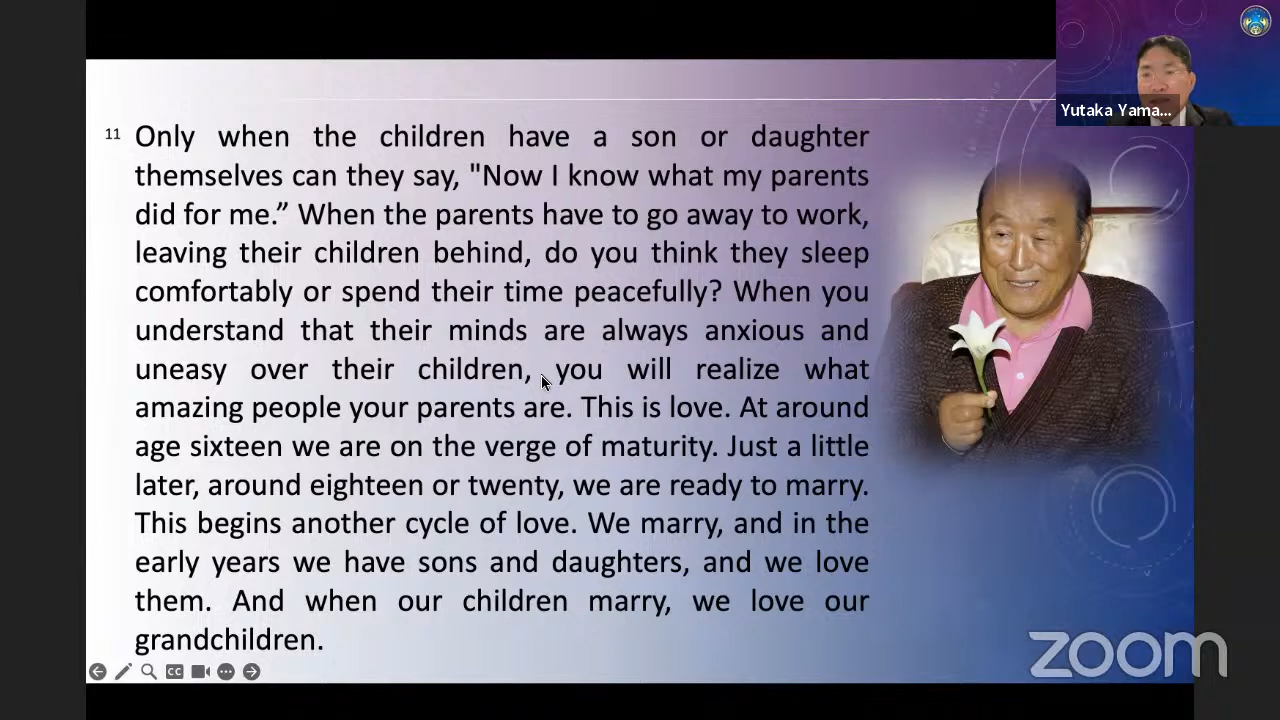 Yutaka Yama...
11 Only when the children have a son or daughter
themselves can they say, "Now I know what my parents
did for me.” When the parents have to go away to work,
leaving their children behind, do you think they sleep
comfortably or spend their time peacefully? When you
understand that their minds are always anxious and
uneasy over their children, you will realize what
amazing people your parents are. This is love. At around
age sixteen we are on the verge of maturity. Just a little
later, around eighteen or twenty, we are ready to marry.
This begins another cycle of love. We marry, and in the
early years we have sons and daughters, and we love
them. And when our children marry, we love our
grandchildren.
CC
zoom